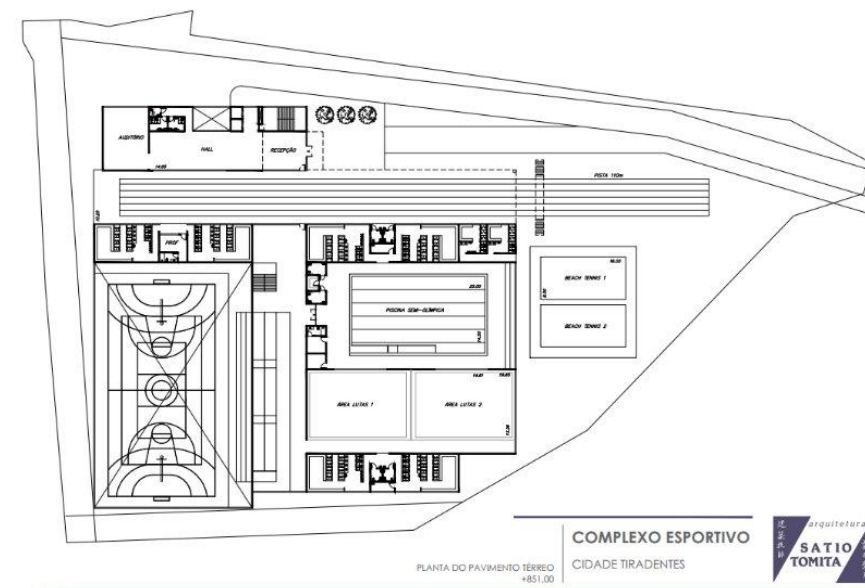 AUDITÓRIO
HALL
RECEPÇÃO
PISTA 110m
PROF
PISCINA SEMI-OLÍMPICA
BEACH TENNIS 1
BEACH TENNIS 2
ÁREA LUTAS 1
ÁREA LUTAS 2
PLANTA DO PAVIMENTO TÉRREO
+851,00
COMPLEXO ESPORTIVO
CIDADE TIRADENTES
arquitetura
SATIO
TOMITA